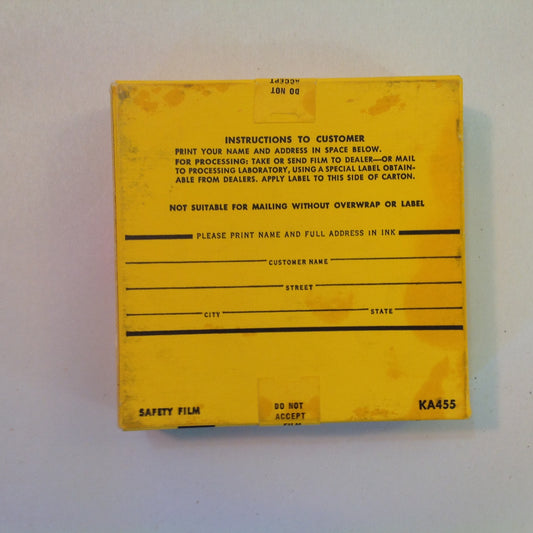 DO NOT
ACCEPT
INSTRUCTIONS TO CUSTOMER
PRINT YOUR NAME AND ADDRESS IN SPACE BELOW.
FOR PROCESSING: TAKE OR SEND FILM TO DEALER—OR MAIL
TO PROCESSING LABORATORY, USING A SPECIAL LABEL OBTAIN-
ABLE FROM DEALERS. APPLY LABEL TO THIS SIDE OF CARTON.
NOT SUITABLE FOR MAILING WITHOUT OVERWRAP OR LABEL
PLEASE PRINT NAME AND FULL ADDRESS IN INK
CUSTOMER NAME
STREET
CITY STATE
SAFETY FILM
DO NOT
ACCEPT
FILM
KA455